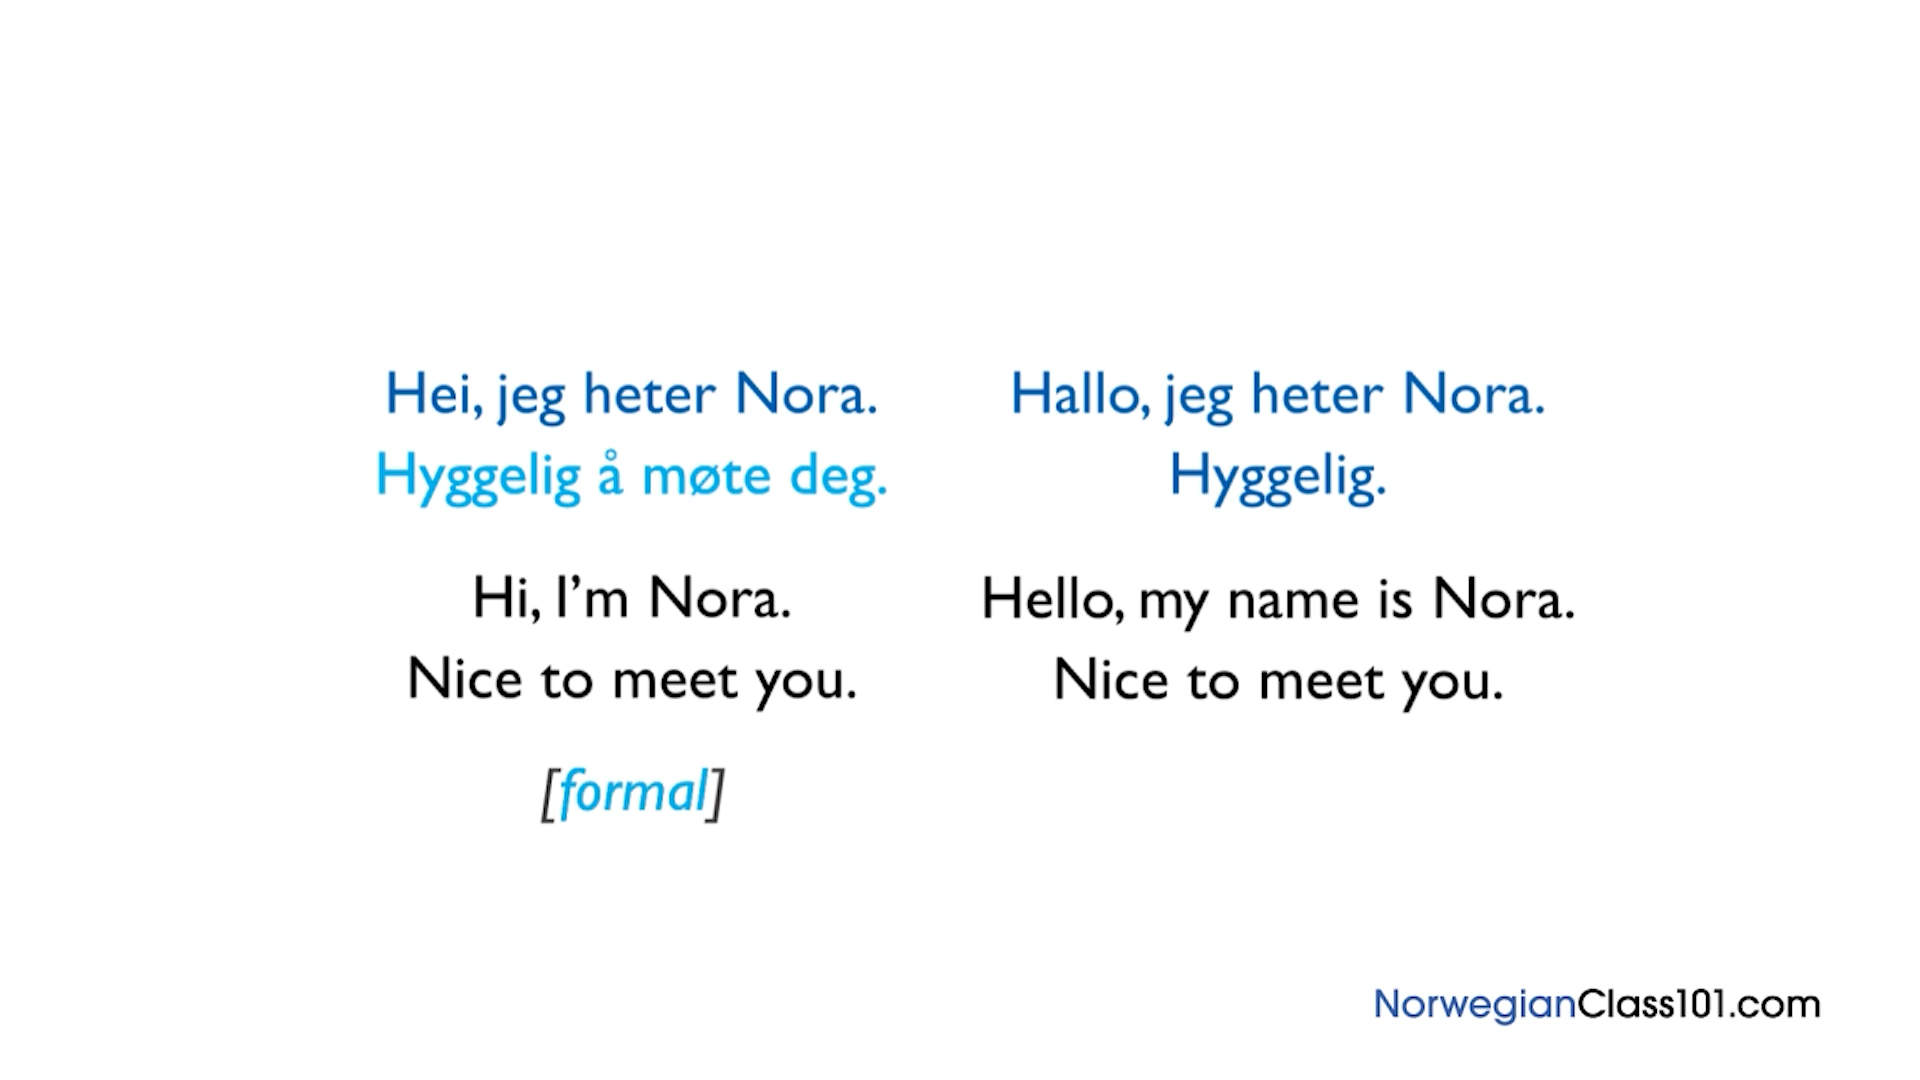 Hei, jeg heter Nora.
Hyggelig å møte deg.
Hi, I’m Nora.
Nice to meet you.
[formal]
Hallo, jeg heter Nora.
Hyggelig.
Hello, my name is Nora.
Nice to meet you.
NorwegianClass101.com